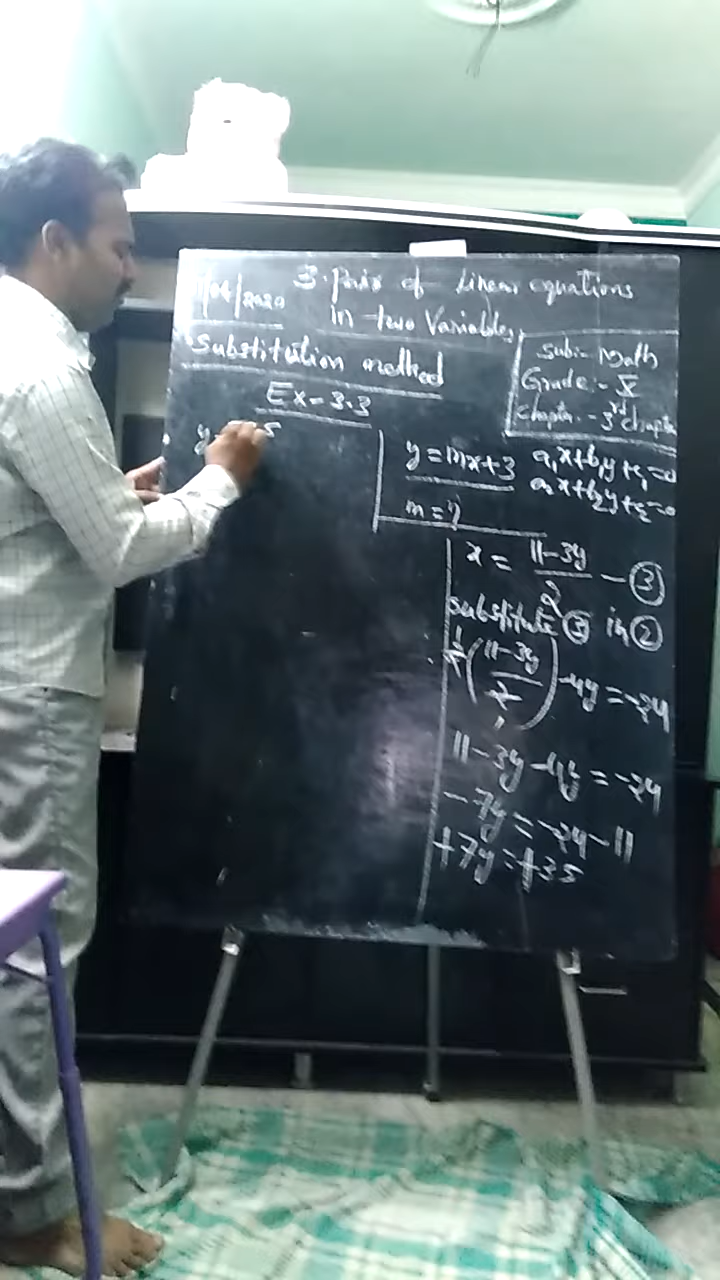 /04/2020 3. Pair of Linear equations
in two Variables
Substitution method
Sub:- Math
Grade:- X
Chapter:- 3rd chapter
Ex-3.3
y
y = mx+3
m = ?
a₁x+b₁y+c₁=0
a₂x+b₂y+c₂=0
x = 11-3y/2 - ③
substitute ③ in ②
(11-3y/2) -4y = -24
11-3y-4y = -24
-7y = -24-11
+7y = +35